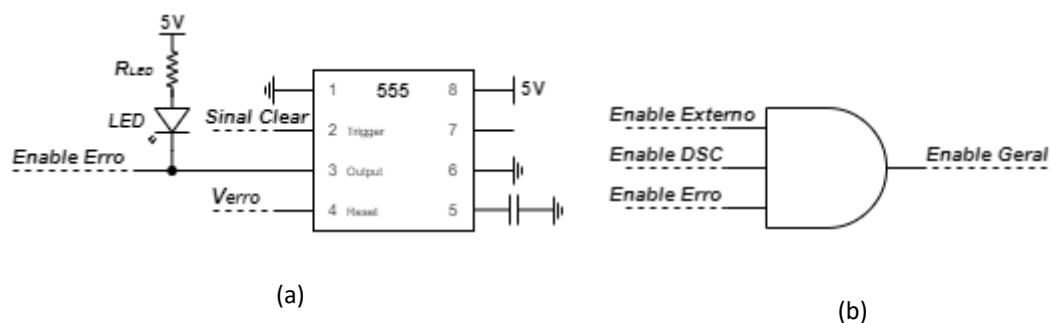 5V
RLED
LED
Enable Erro
Sinal Clear
Verro
1 555 8
5V
2 Trigger 7
3 Output 6
4 Reset 5
(a)
Enable Externo
Enable DSC
Enable Erro
Enable Geral
(b)